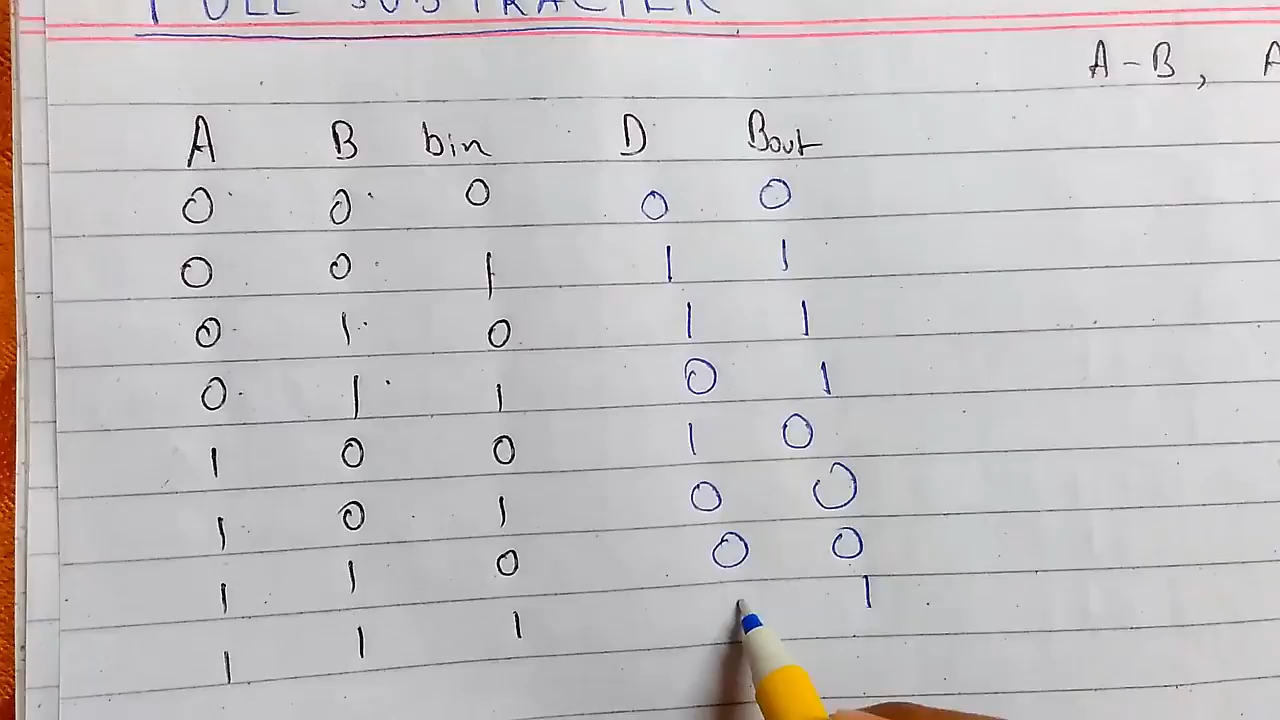 FULL SUBTRACTER
A - B, A
A B bin D Bout
0 0 0 0 0
0 0 1 1 1
0 1 0 1 1
0 1 1 0 1
1 0 0 1 0
1 0 1 0 0
1 1 0 0 0
1 1 1 1